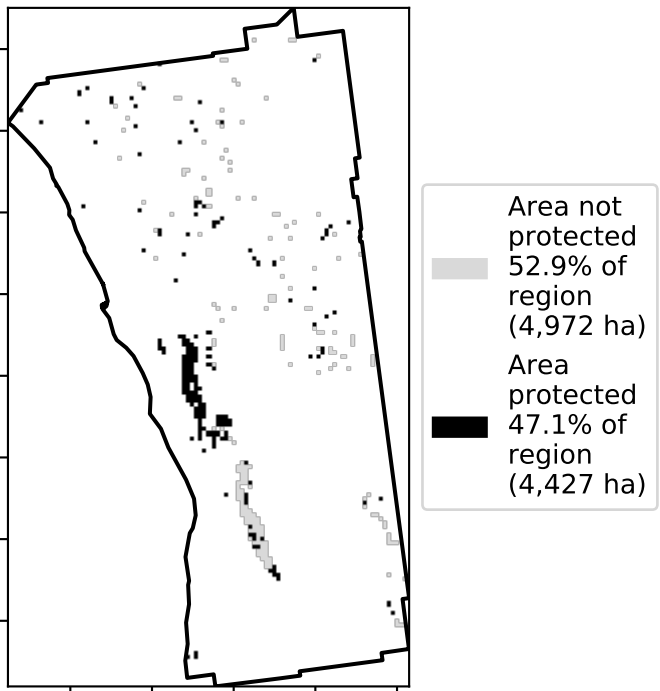 Area not
protected
52.9% of
region
(4,972 ha)
Area
protected
47.1% of
region
(4,427 ha)